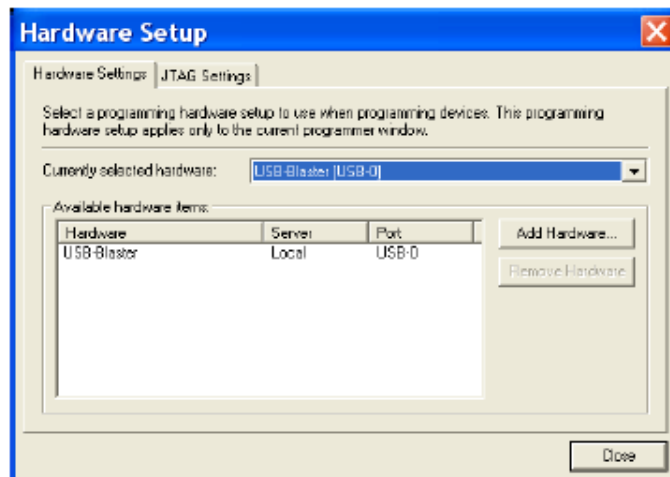 Hardware Setup
Hardware Settings JTAG Settings
Select a programming hardware setup to use when programming devices. This programming
hardware setup applies only to the current programmer window.
Currently selected hardware: USB-Blaster [USB-0]
Available hardware items:
Hardware Server Port
USB-Blaster Local USB-0
Add Hardware...
Remove Hardware
Close